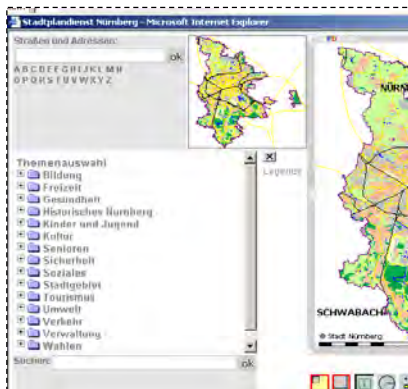 Stadtplandienst Nürnberg - Microsoft Internet Explorer
Straßen und Adressen:
ok
A B C D E F G H I J K L M N
O P Q R S T U V W X Y Z
Themenauswahl
Bildung
Freizeit
Gesundheit
Historisches Nürnberg
Kinder und Jugend
Kultur
Senioren
Sicherheit
Soziales
Stadtgebiet
Tourismus
Umwelt
Verkehr
Verwaltung
Wahlen
Suchen:
ok
Legende
NÜRN
SCHWABACH
© Stadt Nürnberg